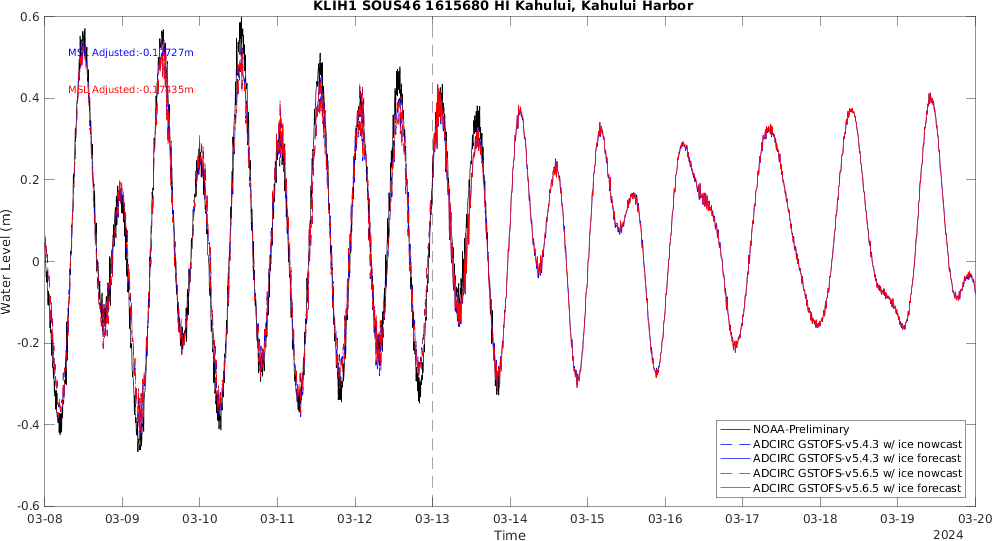 KLIH1 SOUS46 1615680 HI Kahului, Kahului Harbor
0.6
MSL Adjusted:-0.17727m
MSL Adjusted:-0.17435m
0.4
0.2
0
-0.2
-0.4
-0.6
Water Level (m)
NOAA-Preliminary
ADCIRC GSTOFS-v5.4.3 w/ ice nowcast
ADCIRC GSTOFS-v5.4.3 w/ ice forecast
ADCIRC GSTOFS-v5.6.5 w/ ice nowcast
ADCIRC GSTOFS-v5.6.5 w/ ice forecast
03-08 03-09 03-10 03-11 03-12 03-13 03-14 03-15 03-16 03-17 03-18 03-19 03-20
Time
2024